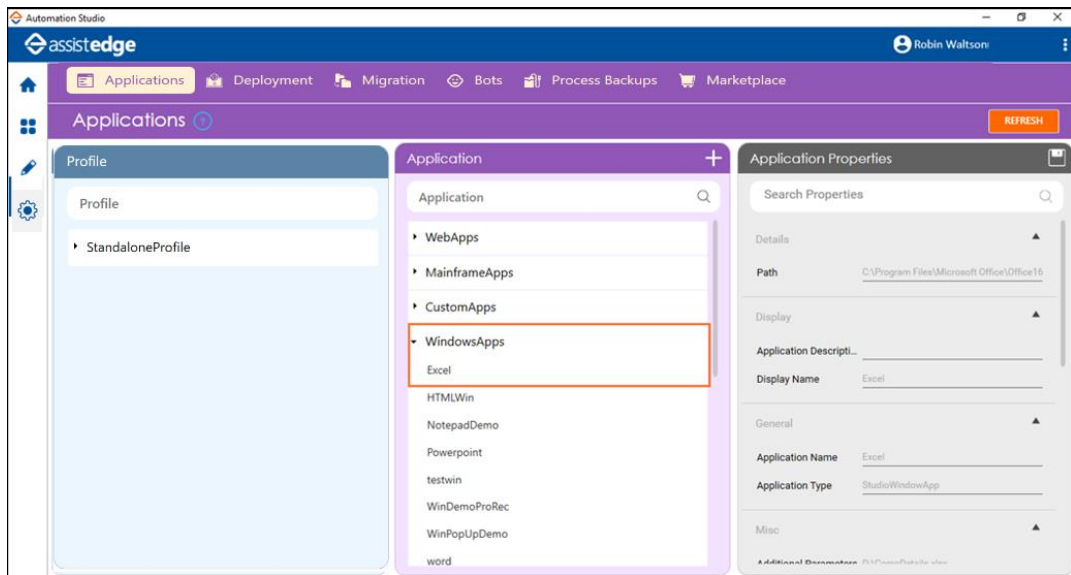 Automation Studio
assistedge
Robin Waltson
Applications Deployment Migration Bots Process Backups Marketplace
Applications ?
REFRESH
Profile
Profile
StandaloneProfile
Application
Application
WebApps
MainframeApps
CustomApps
WindowsApps
Excel
HTMLWin
NotepadDemo
Powerpoint
testwin
WinDemoProRec
WinPopUpDemo
word
Application Properties
Search Properties
Details
Path C:\Program Files\Microsoft Office\Office16
Display
Application Descripti...
Display Name Excel
General
Application Name Excel
Application Type StudioWindowApp
Misc
Additional Parameters